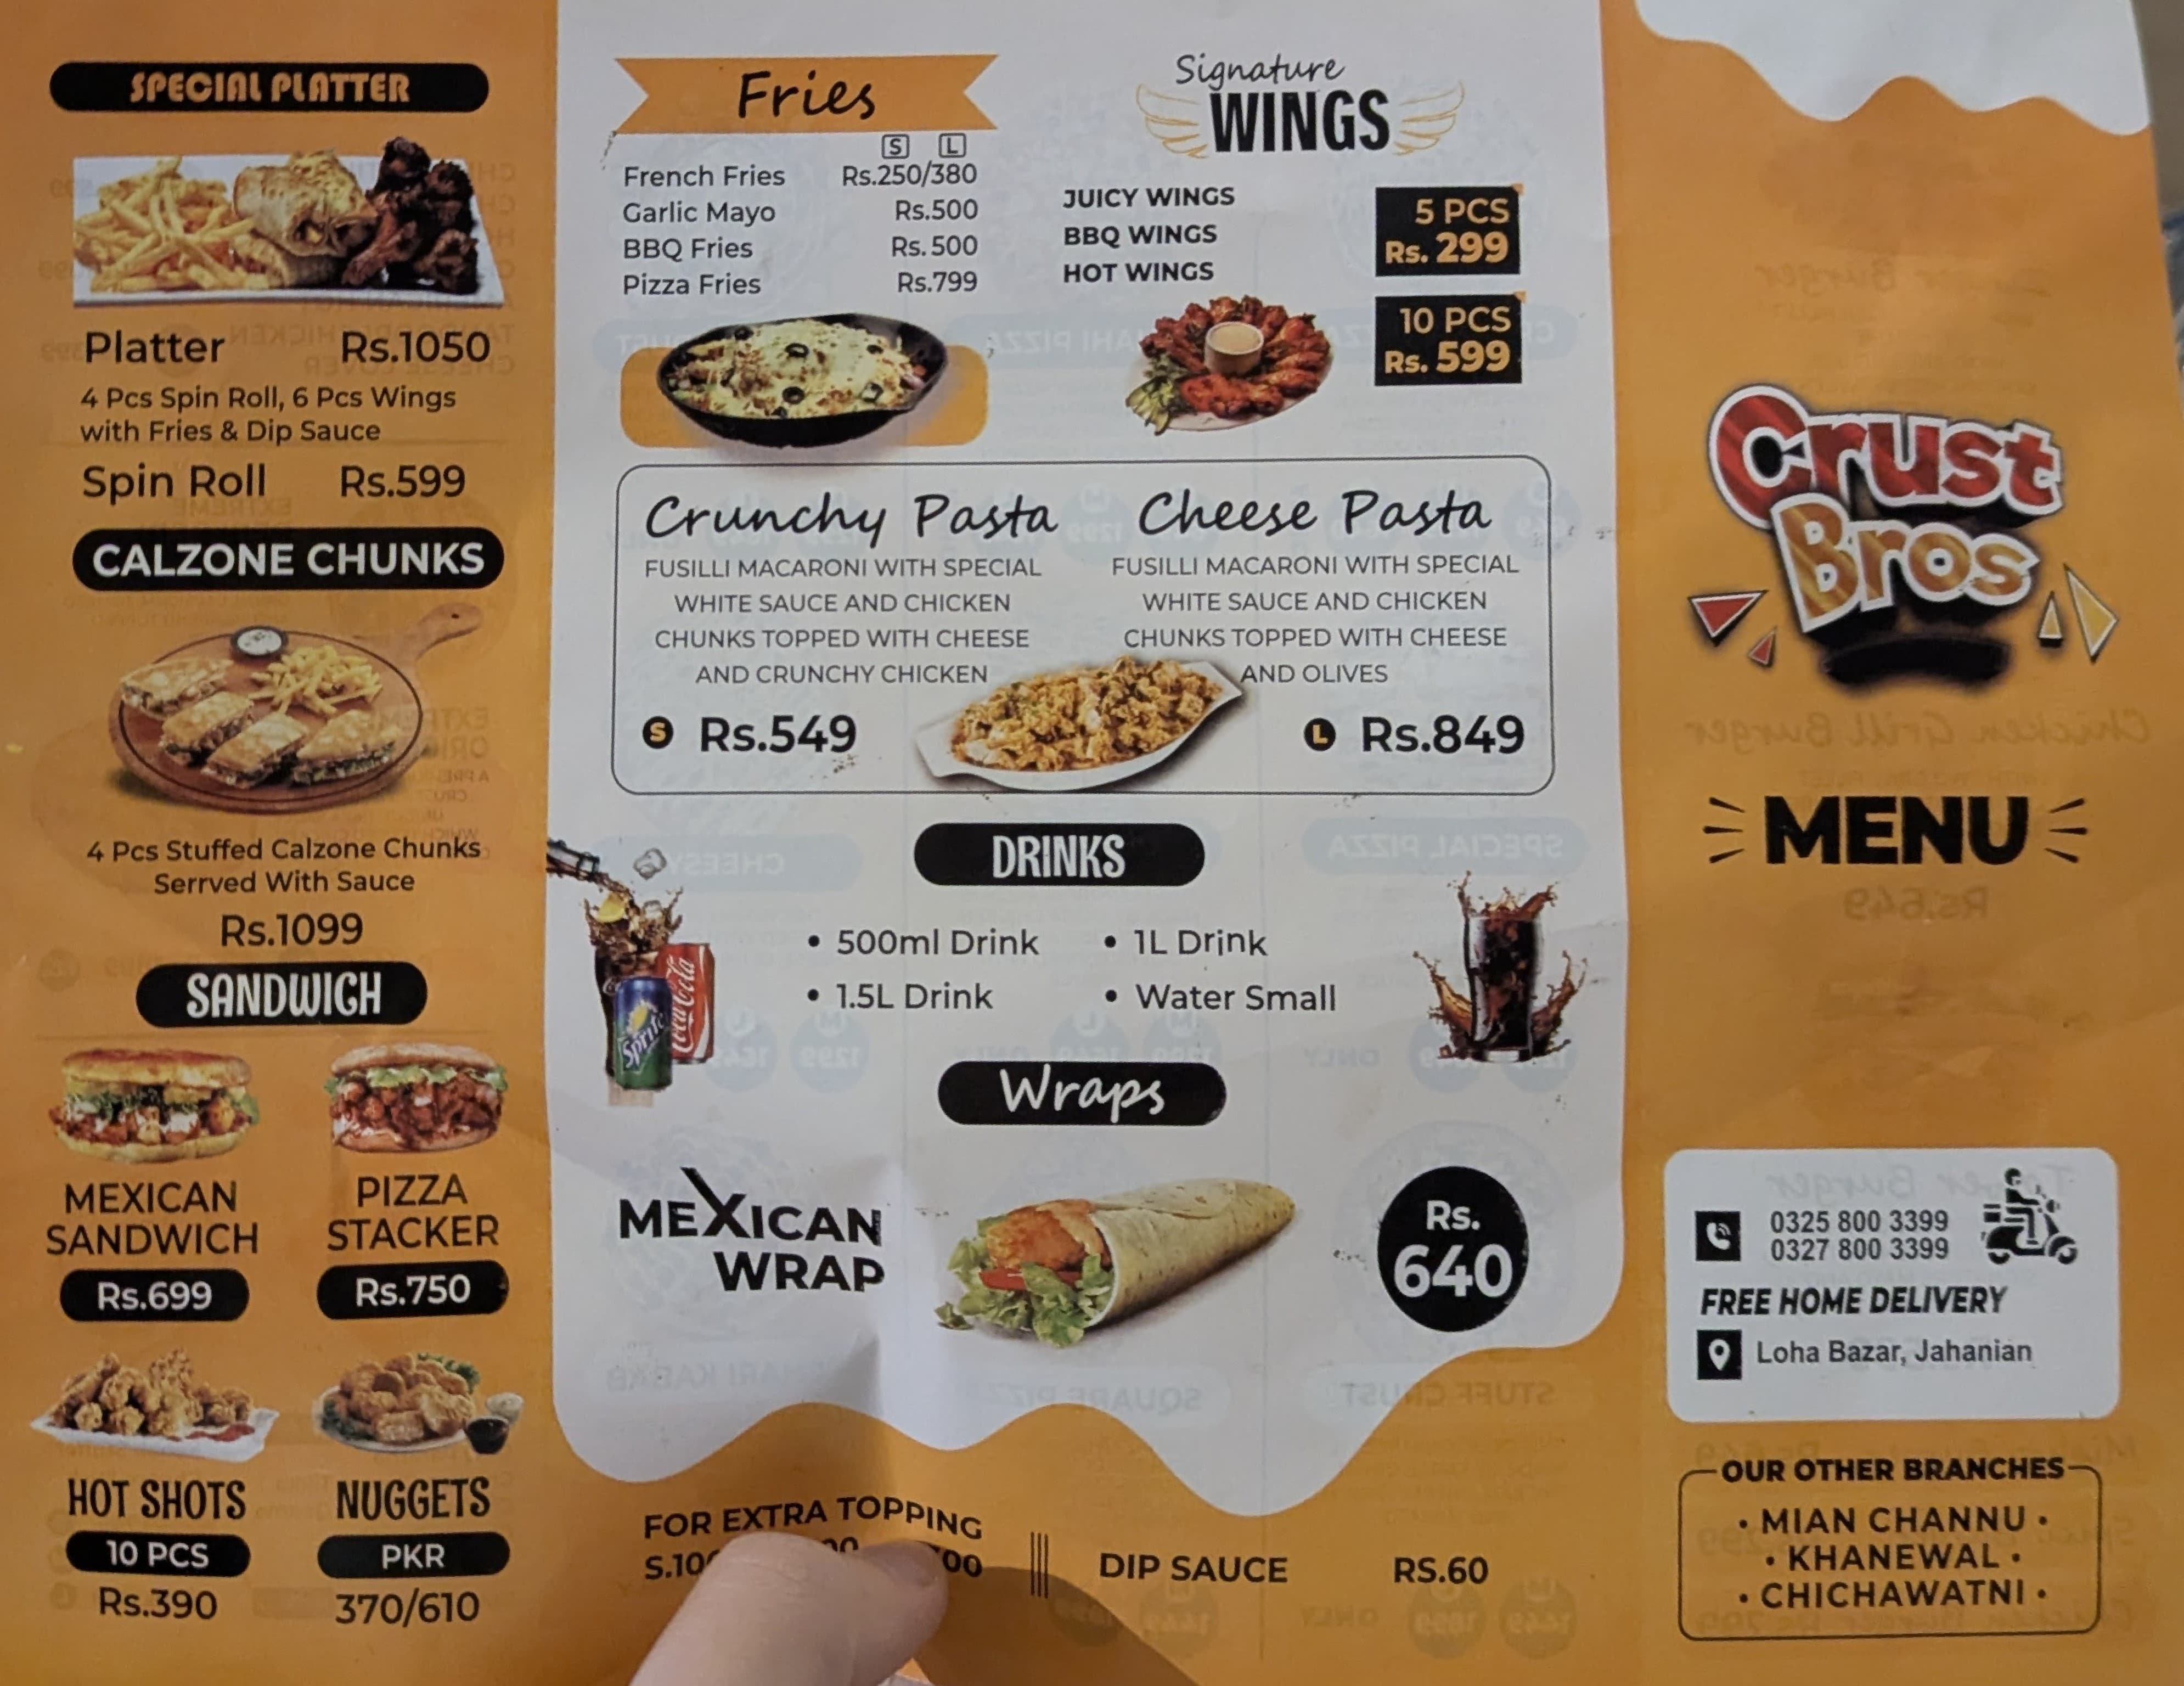 SPECIAL PLATTER
Platter Rs.1050
4 Pcs Spin Roll, 6 Pcs Wings
with Fries & Dip Sauce
Spin Roll Rs.599
CALZONE CHUNKS
4 Pcs Stuffed Calzone Chunks
Serrved With Sauce
Rs.1099
SANDWICH
MEXICAN
SANDWICH
Rs.699
PIZZA
STACKER
Rs.750
HOT SHOTS
10 PCS
Rs.390
NUGGETS
PKR
370/610
Fries
S L
French Fries Rs.250/380
Garlic Mayo Rs.500
BBQ Fries Rs.500
Pizza Fries Rs.799
Signature
WINGS
JUICY WINGS
BBQ WINGS
HOT WINGS
5 PCS
Rs. 299
10 PCS
Rs. 599
Crunchy Pasta
FUSILLI MACARONI WITH SPECIAL
WHITE SAUCE AND CHICKEN
CHUNKS TOPPED WITH CHEESE
AND CRUNCHY CHICKEN
S Rs.549
Cheese Pasta
FUSILLI MACARONI WITH SPECIAL
WHITE SAUCE AND CHICKEN
CHUNKS TOPPED WITH CHEESE
AND OLIVES
L Rs.849
DRINKS
• 500ml Drink • 1L Drink
• 1.5L Drink • Water Small
Sprite
Coca-Cola
Wraps
MEXICAN
WRAP
Rs.
640
FOR EXTRA TOPPING
DIP SAUCE RS.60
Crust
Bros
MENU
0325 800 3399
0327 800 3399
FREE HOME DELIVERY
Loha Bazar, Jahanian
OUR OTHER BRANCHES
• MIAN CHANNU •
• KHANEWAL •
• CHICHAWATNI •